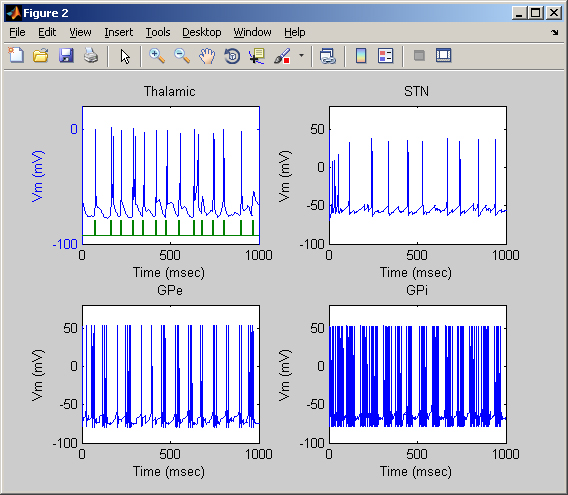 Figure 2
File Edit View Insert Tools Desktop Window Help
Thalamic
0
-100
Vm (mV)
0 500 1000
Time (msec)
STN
50
0
-50
-100
Vm (mV)
0 500 1000
Time (msec)
GPe
50
0
-50
-100
Vm (mV)
0 500 1000
Time (msec)
GPi
50
0
-50
-100
Vm (mV)
0 500 1000
Time (msec)